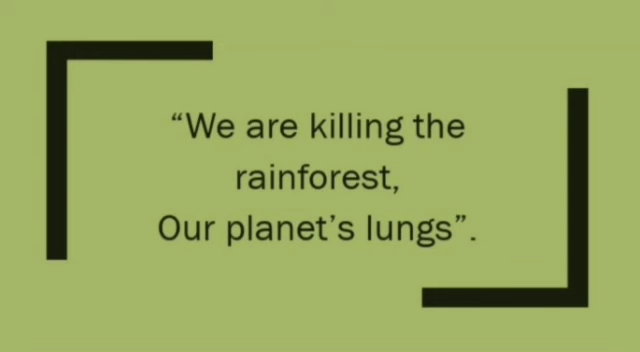 “We are killing the
rainforest,
Our planet’s lungs”.